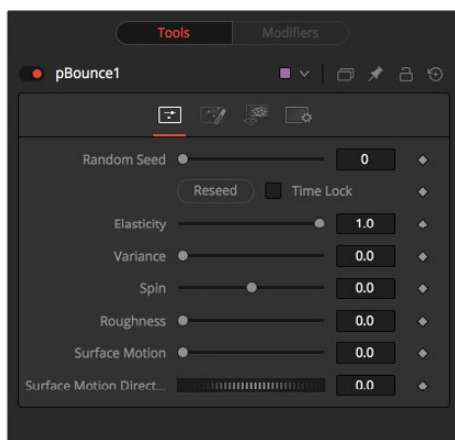 Tools Modifiers
pBounce1
Random Seed 0
Reseed Time Lock
Elasticity 1.0
Variance 0.0
Spin 0.0
Roughness 0.0
Surface Motion 0.0
Surface Motion Direct... 0.0